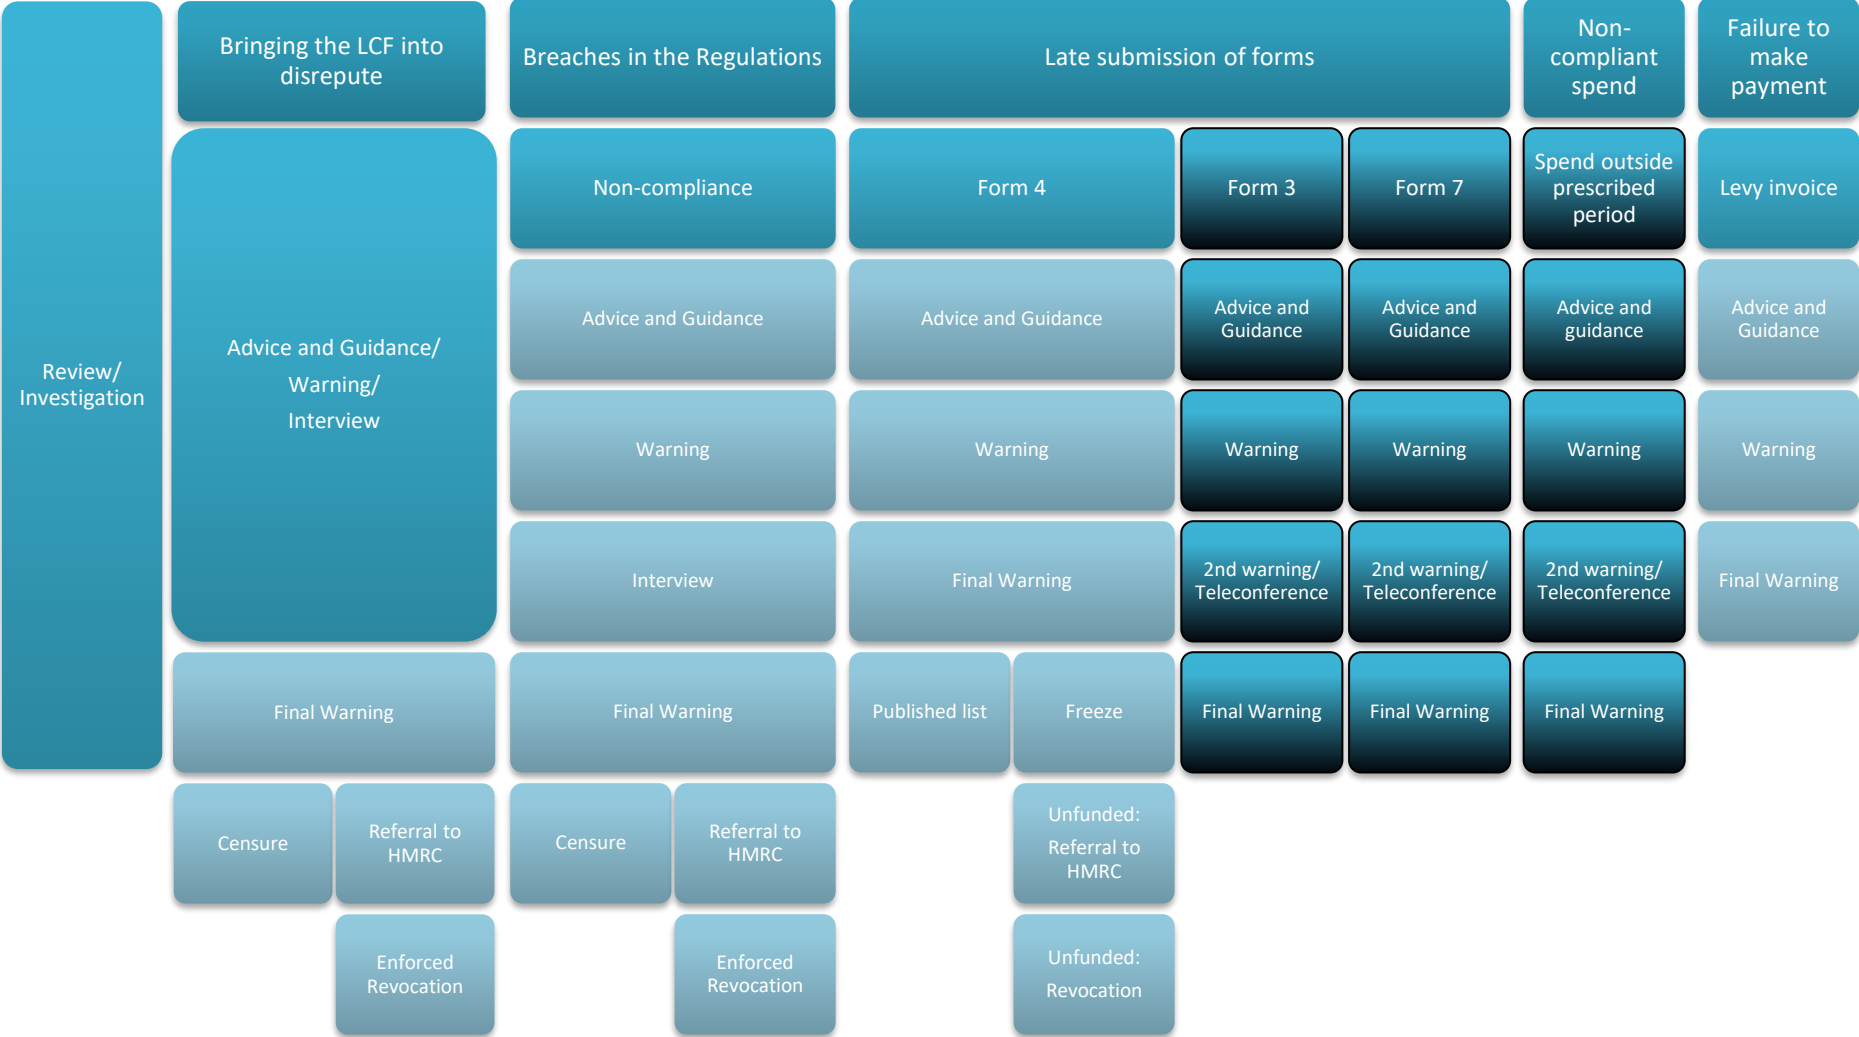 Review/
Investigation
Bringing the LCF into
disrepute
Breaches in the Regulations
Late submission of forms
Non-
compliant
spend
Failure to
make
payment
Advice and Guidance/
Warning/
Interview
Non-compliance
Form 4
Form 3
Form 7
Spend outside
prescribed
period
Levy invoice
Advice and Guidance
Advice and Guidance
Advice and
Guidance
Advice and
Guidance
Advice and
guidance
Advice and
Guidance
Warning
Warning
Warning
Warning
Warning
Warning
Interview
Final Warning
2nd warning/
Teleconference
2nd warning/
Teleconference
2nd warning/
Teleconference
Final Warning
Final Warning
Final Warning
Published list
Freeze
Final Warning
Final Warning
Final Warning
Censure
Referral to
HMRC
Censure
Referral to
HMRC
Unfunded:
Referral to
HMRC
Enforced
Revocation
Enforced
Revocation
Unfunded:
Revocation